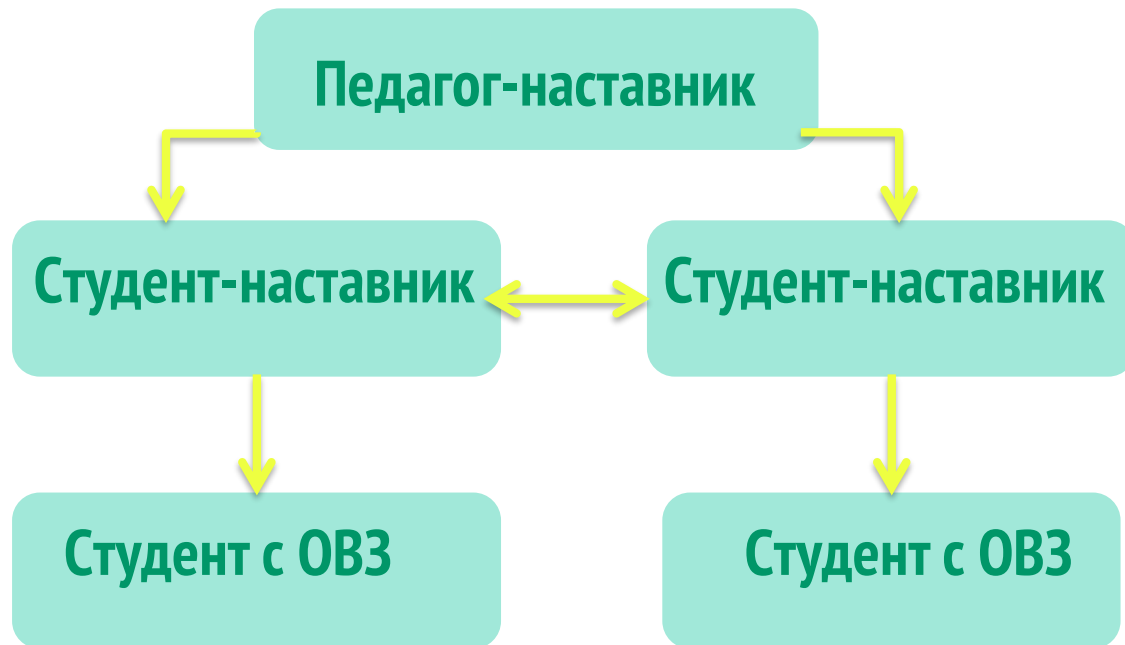 Педагог-наставник
Студент-наставник
Студент-наставник
Студент с ОВЗ
Студент с ОВЗ